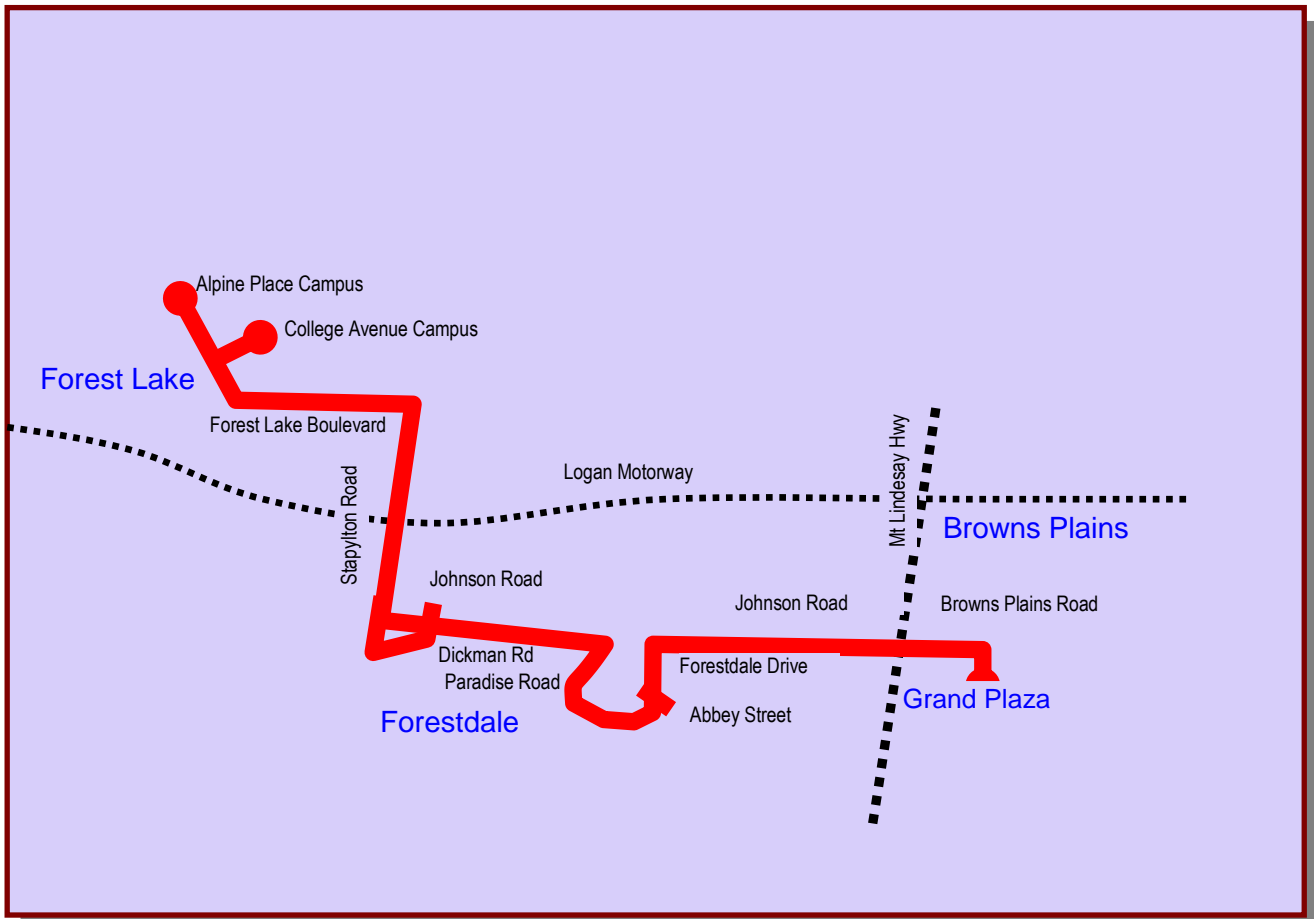 Alpine Place Campus
College Avenue Campus
Forest Lake
Forest Lake Boulevard
Mt Lindesay Hwy
Logan Motorway
Stapylton Road
Browns Plains
Johnson Road
Johnson Road
Browns Plains Road
Dickman Rd
Forestdale Drive
Paradise Road
Grand Plaza
Abbey Street
Forestdale